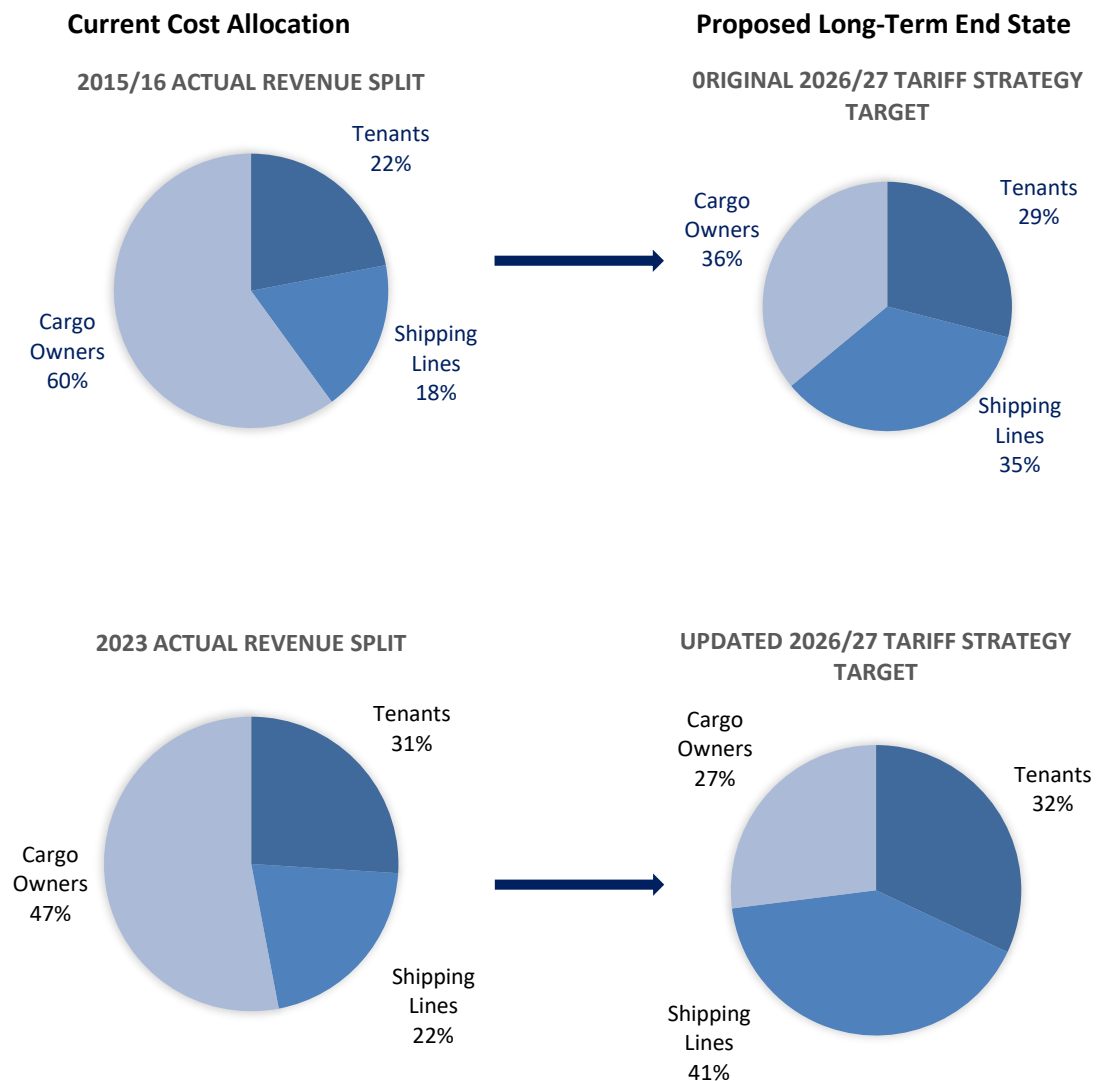 Current Cost Allocation
Proposed Long-Term End State
2015/16 ACTUAL REVENUE SPLIT
Tenants
22%
Shipping
Lines
18%
Cargo
Owners
60%
0RIGINAL 2026/27 TARIFF STRATEGY
TARGET
Tenants
29%
Shipping
Lines
35%
Cargo
Owners
36%
2023 ACTUAL REVENUE SPLIT
Tenants
31%
Shipping
Lines
22%
Cargo
Owners
47%
UPDATED 2026/27 TARIFF STRATEGY
TARGET
Tenants
32%
Shipping
Lines
41%
Cargo
Owners
27%